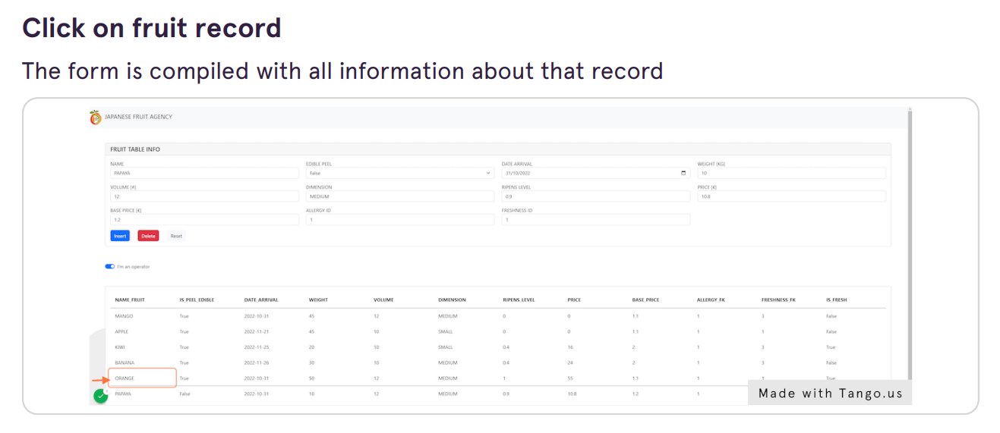 Click on fruit record
The form is compiled with all information about that record
JAPANESE FRUIT AGENCY
FRUIT TABLE INFO
NAME EDIBLE PEEL DATE ARRIVAL WEIGHT [KG]
PAPAYA False 31/10/2022 10
VOLUME [#] DIMENSION RIPENS LEVEL PRICE [€]
12 MEDIUM 0.9 10.8
BASE PRICE [€] ALLERGY ID FRESHNESS ID
1.2 1 1
Insert Delete Reset
I'm an operator
NAME_FRUIT IS_PEEL_EDIBLE DATE_ARRIVAL WEIGHT VOLUME DIMENSION RIPENS_LEVEL PRICE BASE_PRICE ALLERGY_FK FRESHNESS_FK IS_FRESH
MANGO True 2022-10-31 45 12 MEDIUM 0 0 1.1 1 3 False
APPLE True 2022-11-21 45 10 SMALL 0 0 1.1 1 1 False
KIWI True 2022-11-25 20 10 SMALL 0.4 16 2 1 3 True
BANANA True 2022-11-26 30 10 MEDIUM 0.4 24 2 1 3 False
ORANGE True 2022-10-31 50 12 MEDIUM 1 55 1.1 1 1 True
PAPAYA False 2022-10-31 10 12 MEDIUM 0.9 10.8 1.2 1
Made with Tango.us